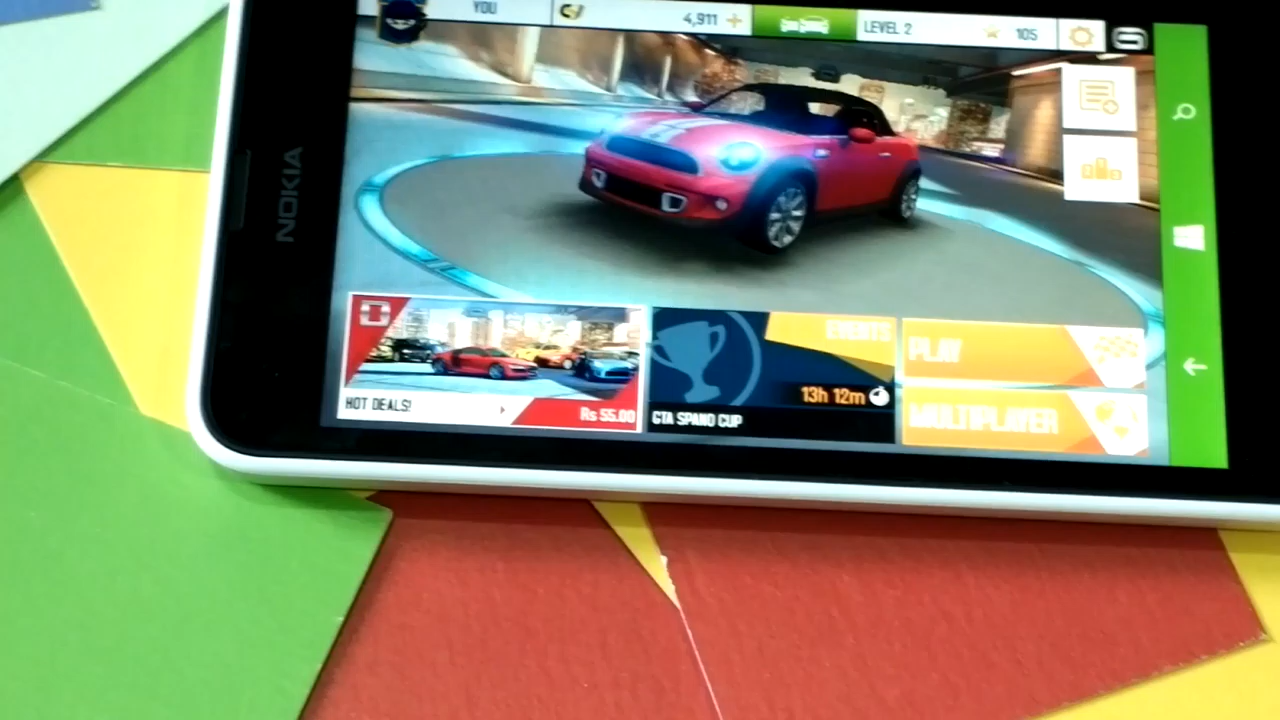 YOU
4,911 +
LEVEL 2
105
NOKIA
HOT DEALS!
Rs 55.00
EVENTS
13h 12m
GTA SPANO CUP
PLAY
MULTIPLAYER